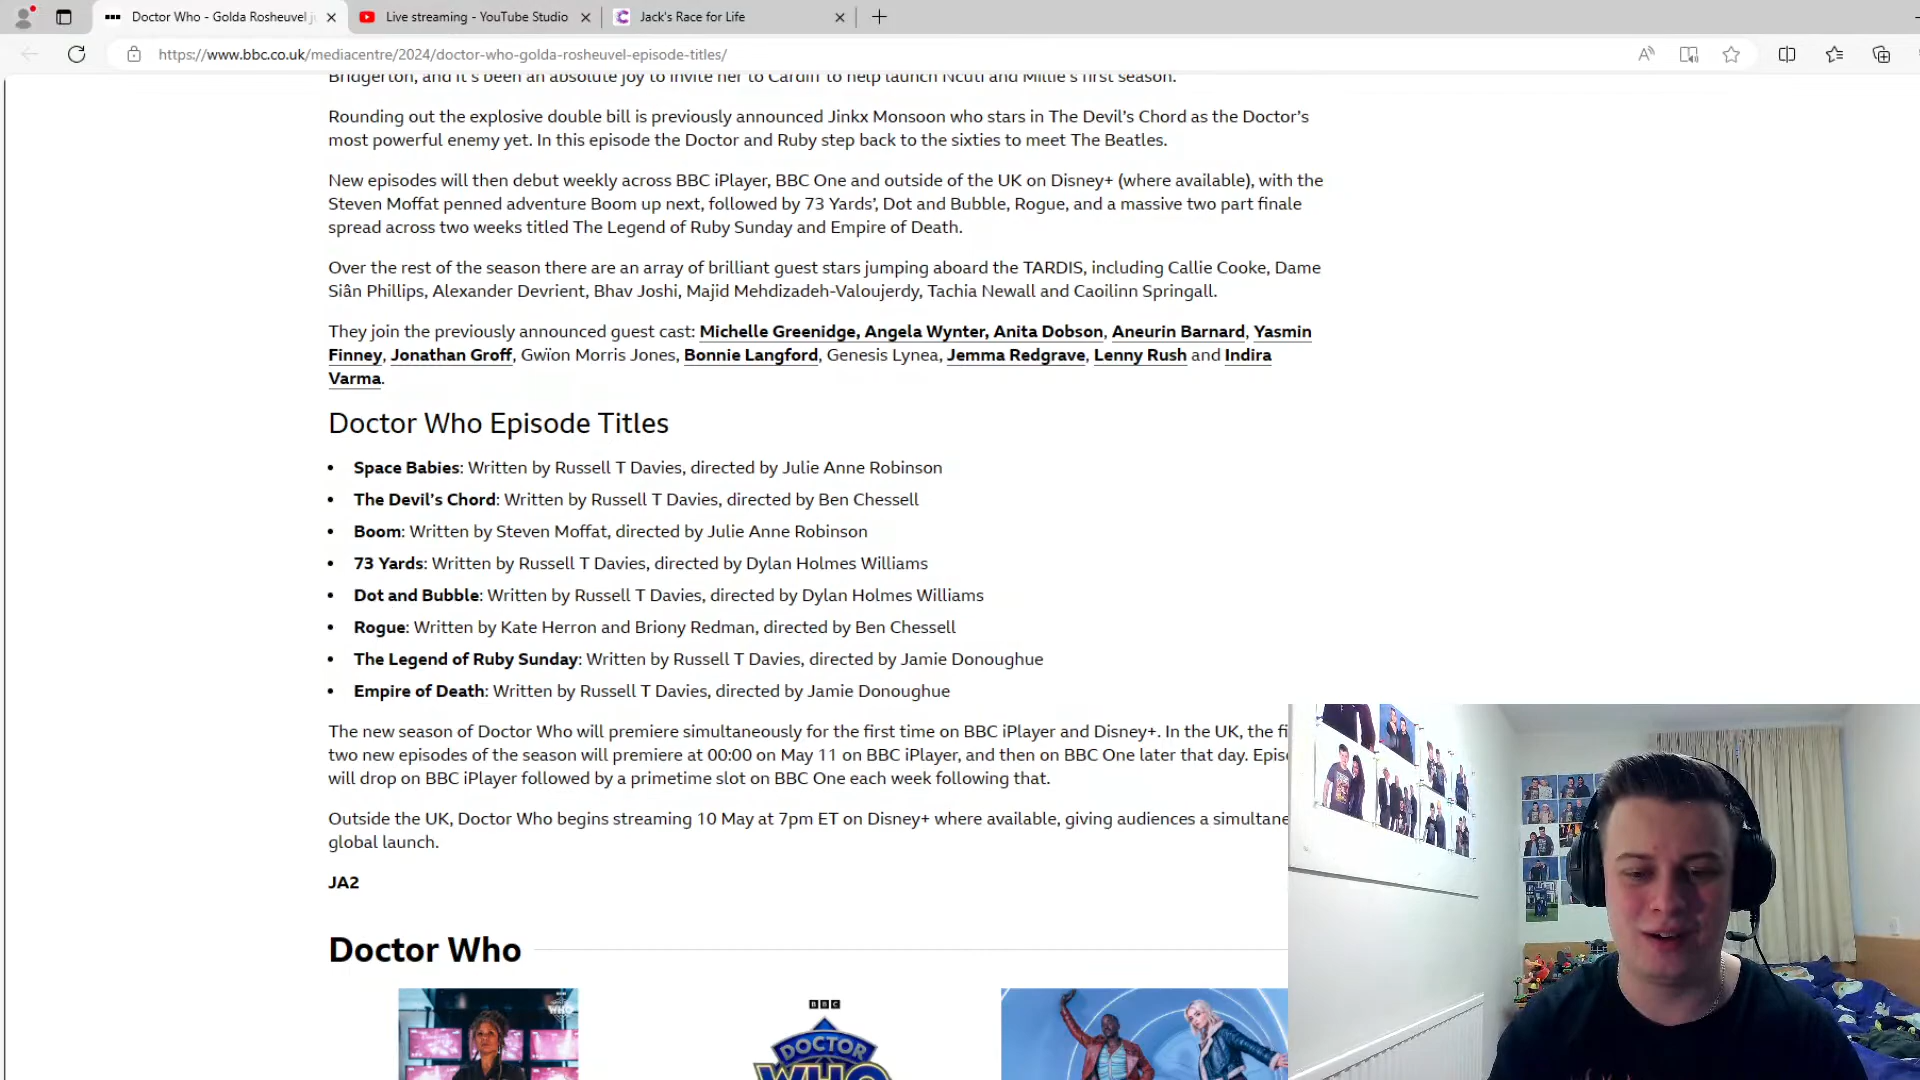 Doctor Who - Golda Rosheuvel j
Live streaming - YouTube Studio
Jack's Race for Life
https://www.bbc.co.uk/mediacentre/2024/doctor-who-golda-rosheuvel-episode-titles/
Bridgerton, and it's been an absolute joy to invite her to Cardiff to help launch Ncuti and Millie's first season.
Rounding out the explosive double bill is previously announced Jinkx Monsoon who stars in The Devil's Chord as the Doctor's
most powerful enemy yet. In this episode the Doctor and Ruby step back to the sixties to meet The Beatles.
New episodes will then debut weekly across BBC iPlayer, BBC One and outside of the UK on Disney+ (where available), with the
Steven Moffat penned adventure Boom up next, followed by 73 Yards', Dot and Bubble, Rogue, and a massive two part finale
spread across two weeks titled The Legend of Ruby Sunday and Empire of Death.
Over the rest of the season there are an array of brilliant guest stars jumping aboard the TARDIS, including Callie Cooke, Dame
Siân Phillips, Alexander Devrient, Bhav Joshi, Majid Mehdizadeh-Valoujerdy, Tachia Newall and Caoilinn Springall.
They join the previously announced guest cast: Michelle Greenidge, Angela Wynter, Anita Dobson, Aneurin Barnard, Yasmin
Finney, Jonathan Groff, Gwïon Morris Jones, Bonnie Langford, Genesis Lynea, Jemma Redgrave, Lenny Rush and Indira
Varma.
Doctor Who Episode Titles
• Space Babies: Written by Russell T Davies, directed by Julie Anne Robinson
• The Devil's Chord: Written by Russell T Davies, directed by Ben Chessell
• Boom: Written by Steven Moffat, directed by Julie Anne Robinson
• 73 Yards: Written by Russell T Davies, directed by Dylan Holmes Williams
• Dot and Bubble: Written by Russell T Davies, directed by Dylan Holmes Williams
• Rogue: Written by Kate Herron and Briony Redman, directed by Ben Chessell
• The Legend of Ruby Sunday: Written by Russell T Davies, directed by Jamie Donoughue
• Empire of Death: Written by Russell T Davies, directed by Jamie Donoughue
The new season of Doctor Who will premiere simultaneously for the first time on BBC iPlayer and Disney+. In the UK, the fi
two new episodes of the season will premiere at 00:00 on May 11 on BBC iPlayer, and then on BBC One later that day. Epis
will drop on BBC iPlayer followed by a primetime slot on BBC One each week following that.
Outside the UK, Doctor Who begins streaming 10 May at 7pm ET on Disney+ where available, giving audiences a simultane
global launch.
JA2
Doctor Who
BBC
DOCTOR
WHO